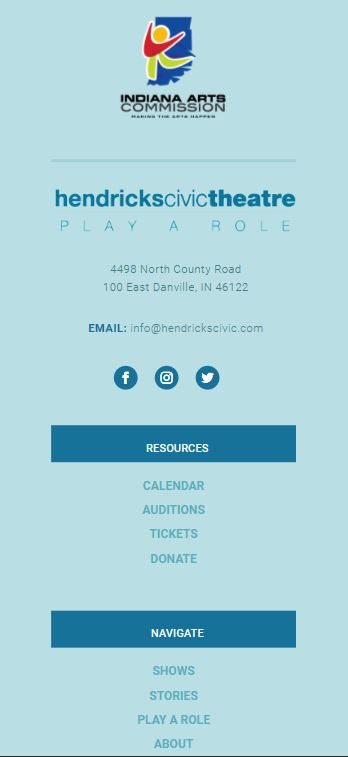 INDIANA ARTS
COMMISSION
MAKING THE ARTS HAPPEN
hendrickscivictheatre
PLAY A ROLE
4498 North County Road
100 East Danville, IN 46122
EMAIL: info@hendrickscivic.com
RESOURCES
CALENDAR
AUDITIONS
TICKETS
DONATE
NAVIGATE
SHOWS
STORIES
PLAY A ROLE
ABOUT